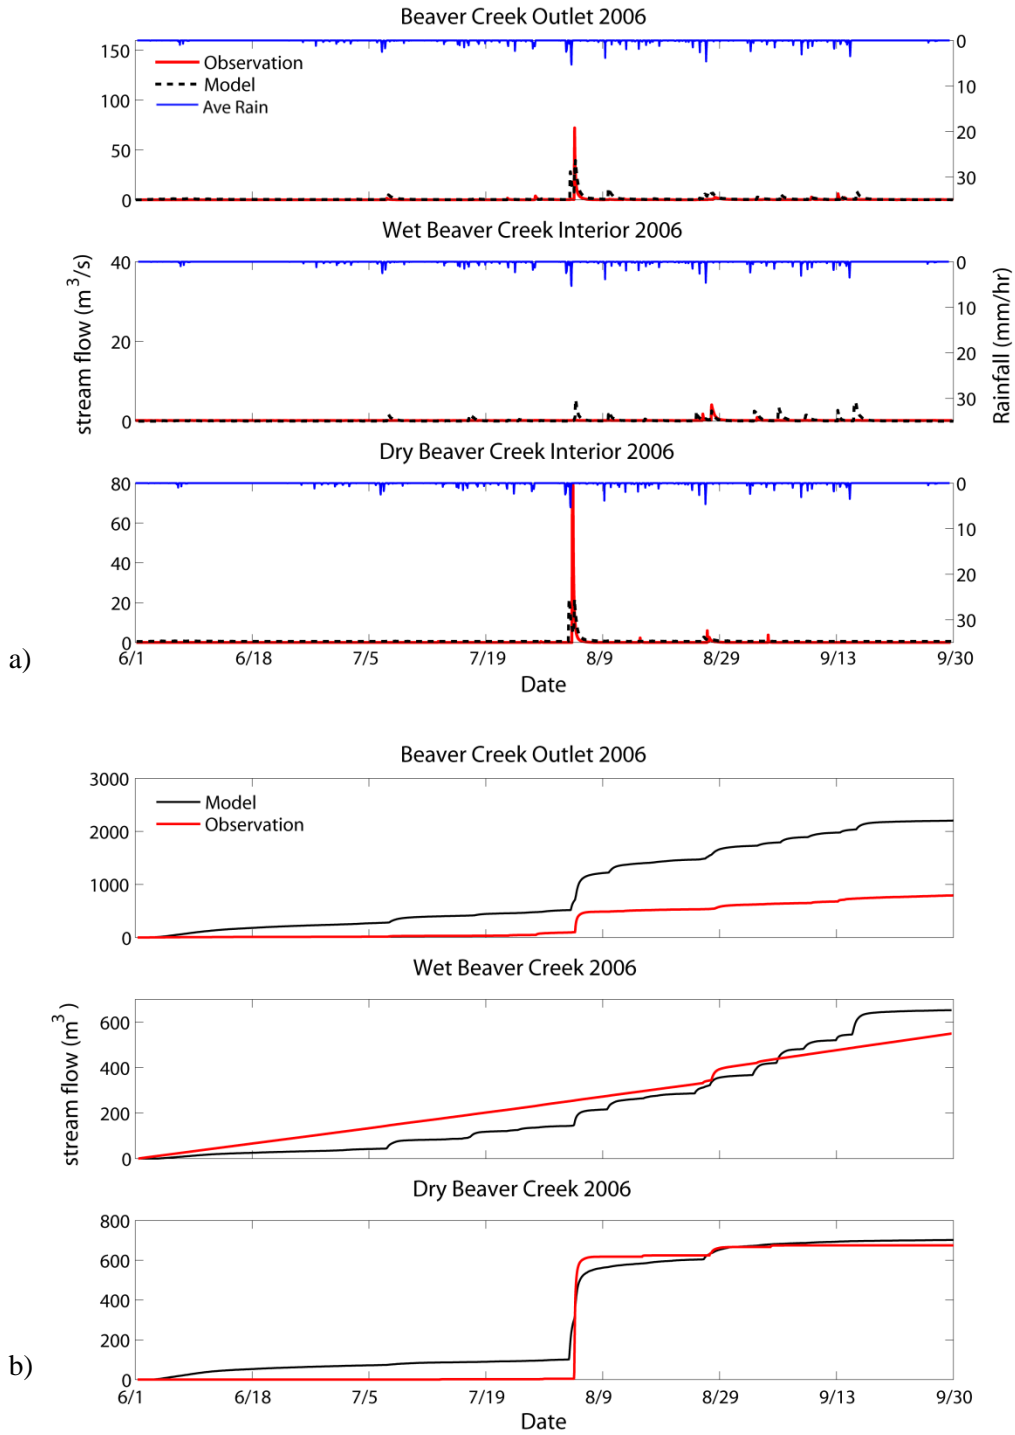 Beaver Creek Outlet 2006
150
100
50
0
Observation
Model
Ave Rain
0
10
20
30
Wet Beaver Creek Interior 2006
40
20
0
0
10
20
30
stream flow (m³/s)
Rainfall (mm/hr)
Dry Beaver Creek Interior 2006
80
60
40
20
0
0
10
20
30
6/1 6/18 7/5 7/19 8/9 8/29 9/13 9/30
Date
a)
Beaver Creek Outlet 2006
3000
2000
1000
0
Model
Observation
Wet Beaver Creek 2006
600
400
200
0
stream flow (m³)
Dry Beaver Creek 2006
800
600
400
200
0
6/1 6/18 7/5 7/19 8/9 8/29 9/13 9/30
Date
b)